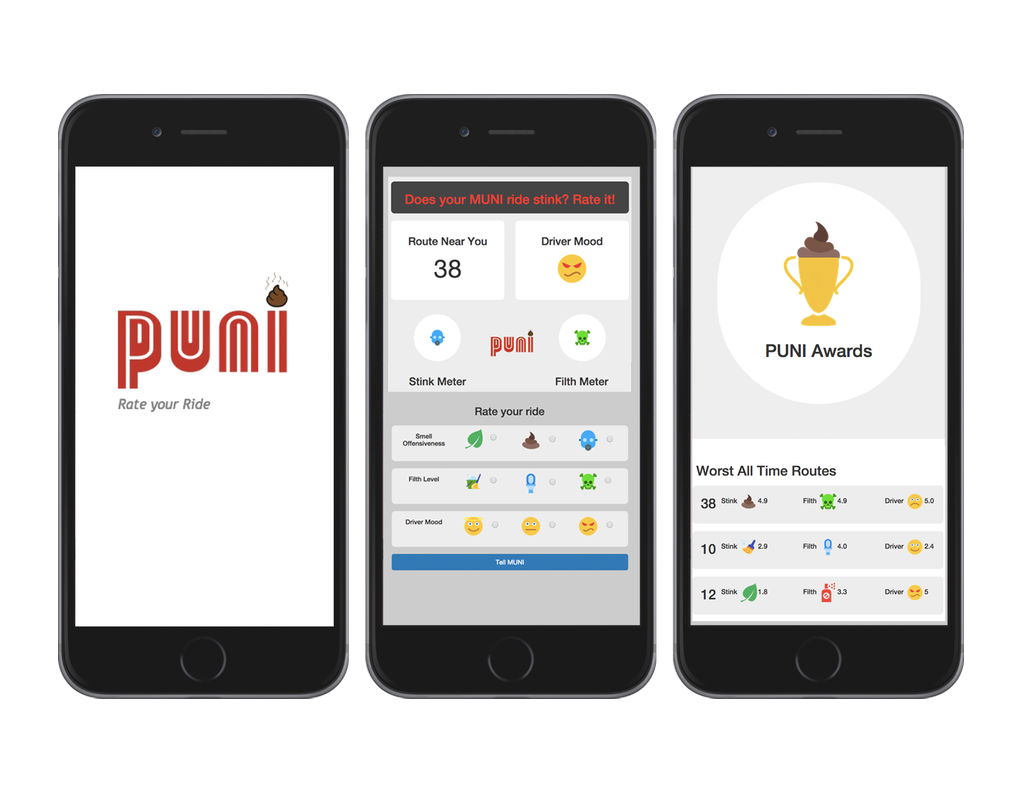 puni
Rate your Ride
Does your MUNI ride stink? Rate it!
Route Near You
38
Driver Mood
puni
Stink Meter
Filth Meter
Rate your ride
Smell
Offensiveness
Filth Level
Driver Mood
Tell MUNI
PUNI Awards
Worst All Time Routes
38 Stink 4.9 Filth 4.9 Driver 5.0
10 Stink 2.9 Filth 4.0 Driver 2.4
12 Stink 1.8 Filth 3.3 Driver 5